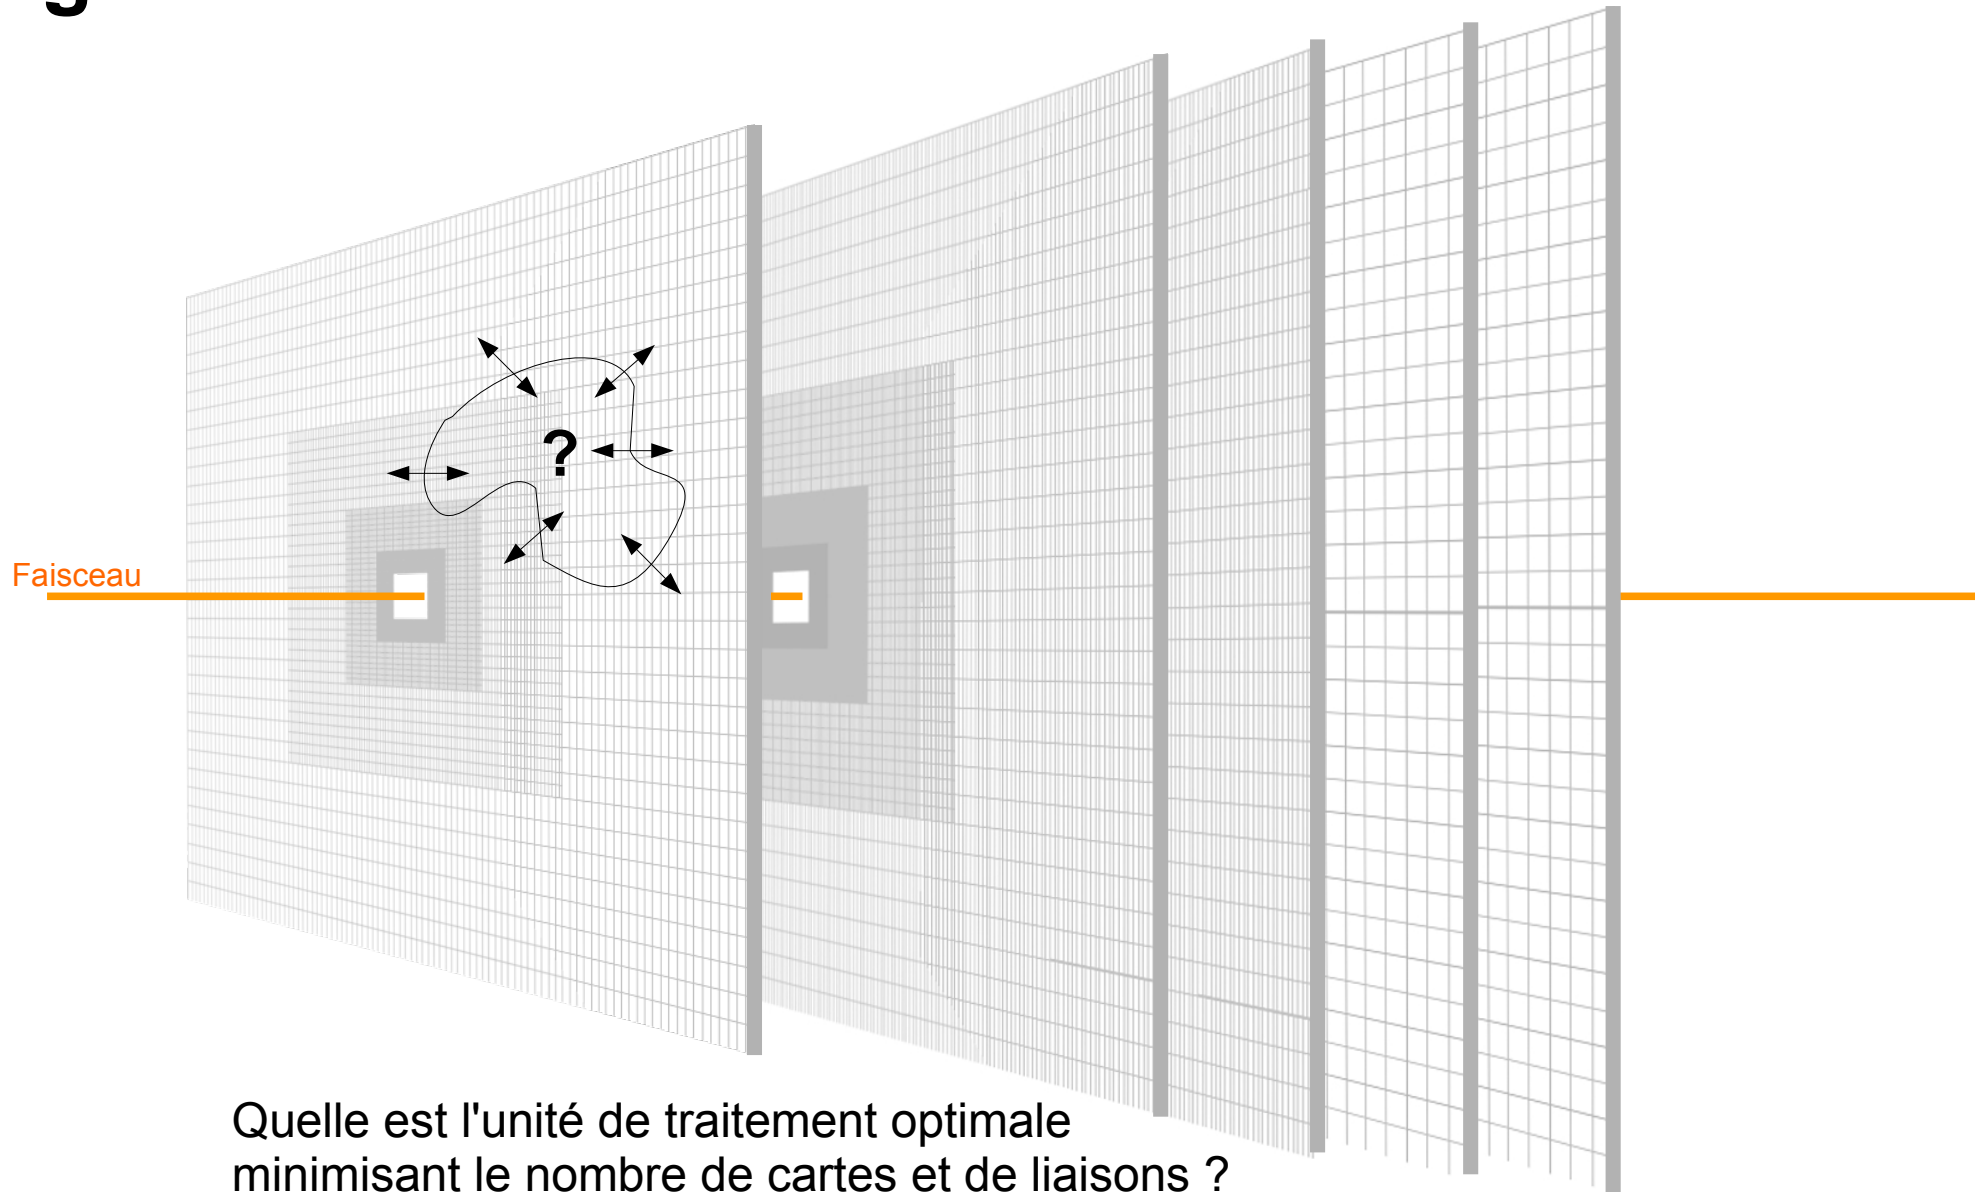 ?
Faisceau
Quelle est l'unité de traitement optimale
minimisant le nombre de cartes et de liaisons ?